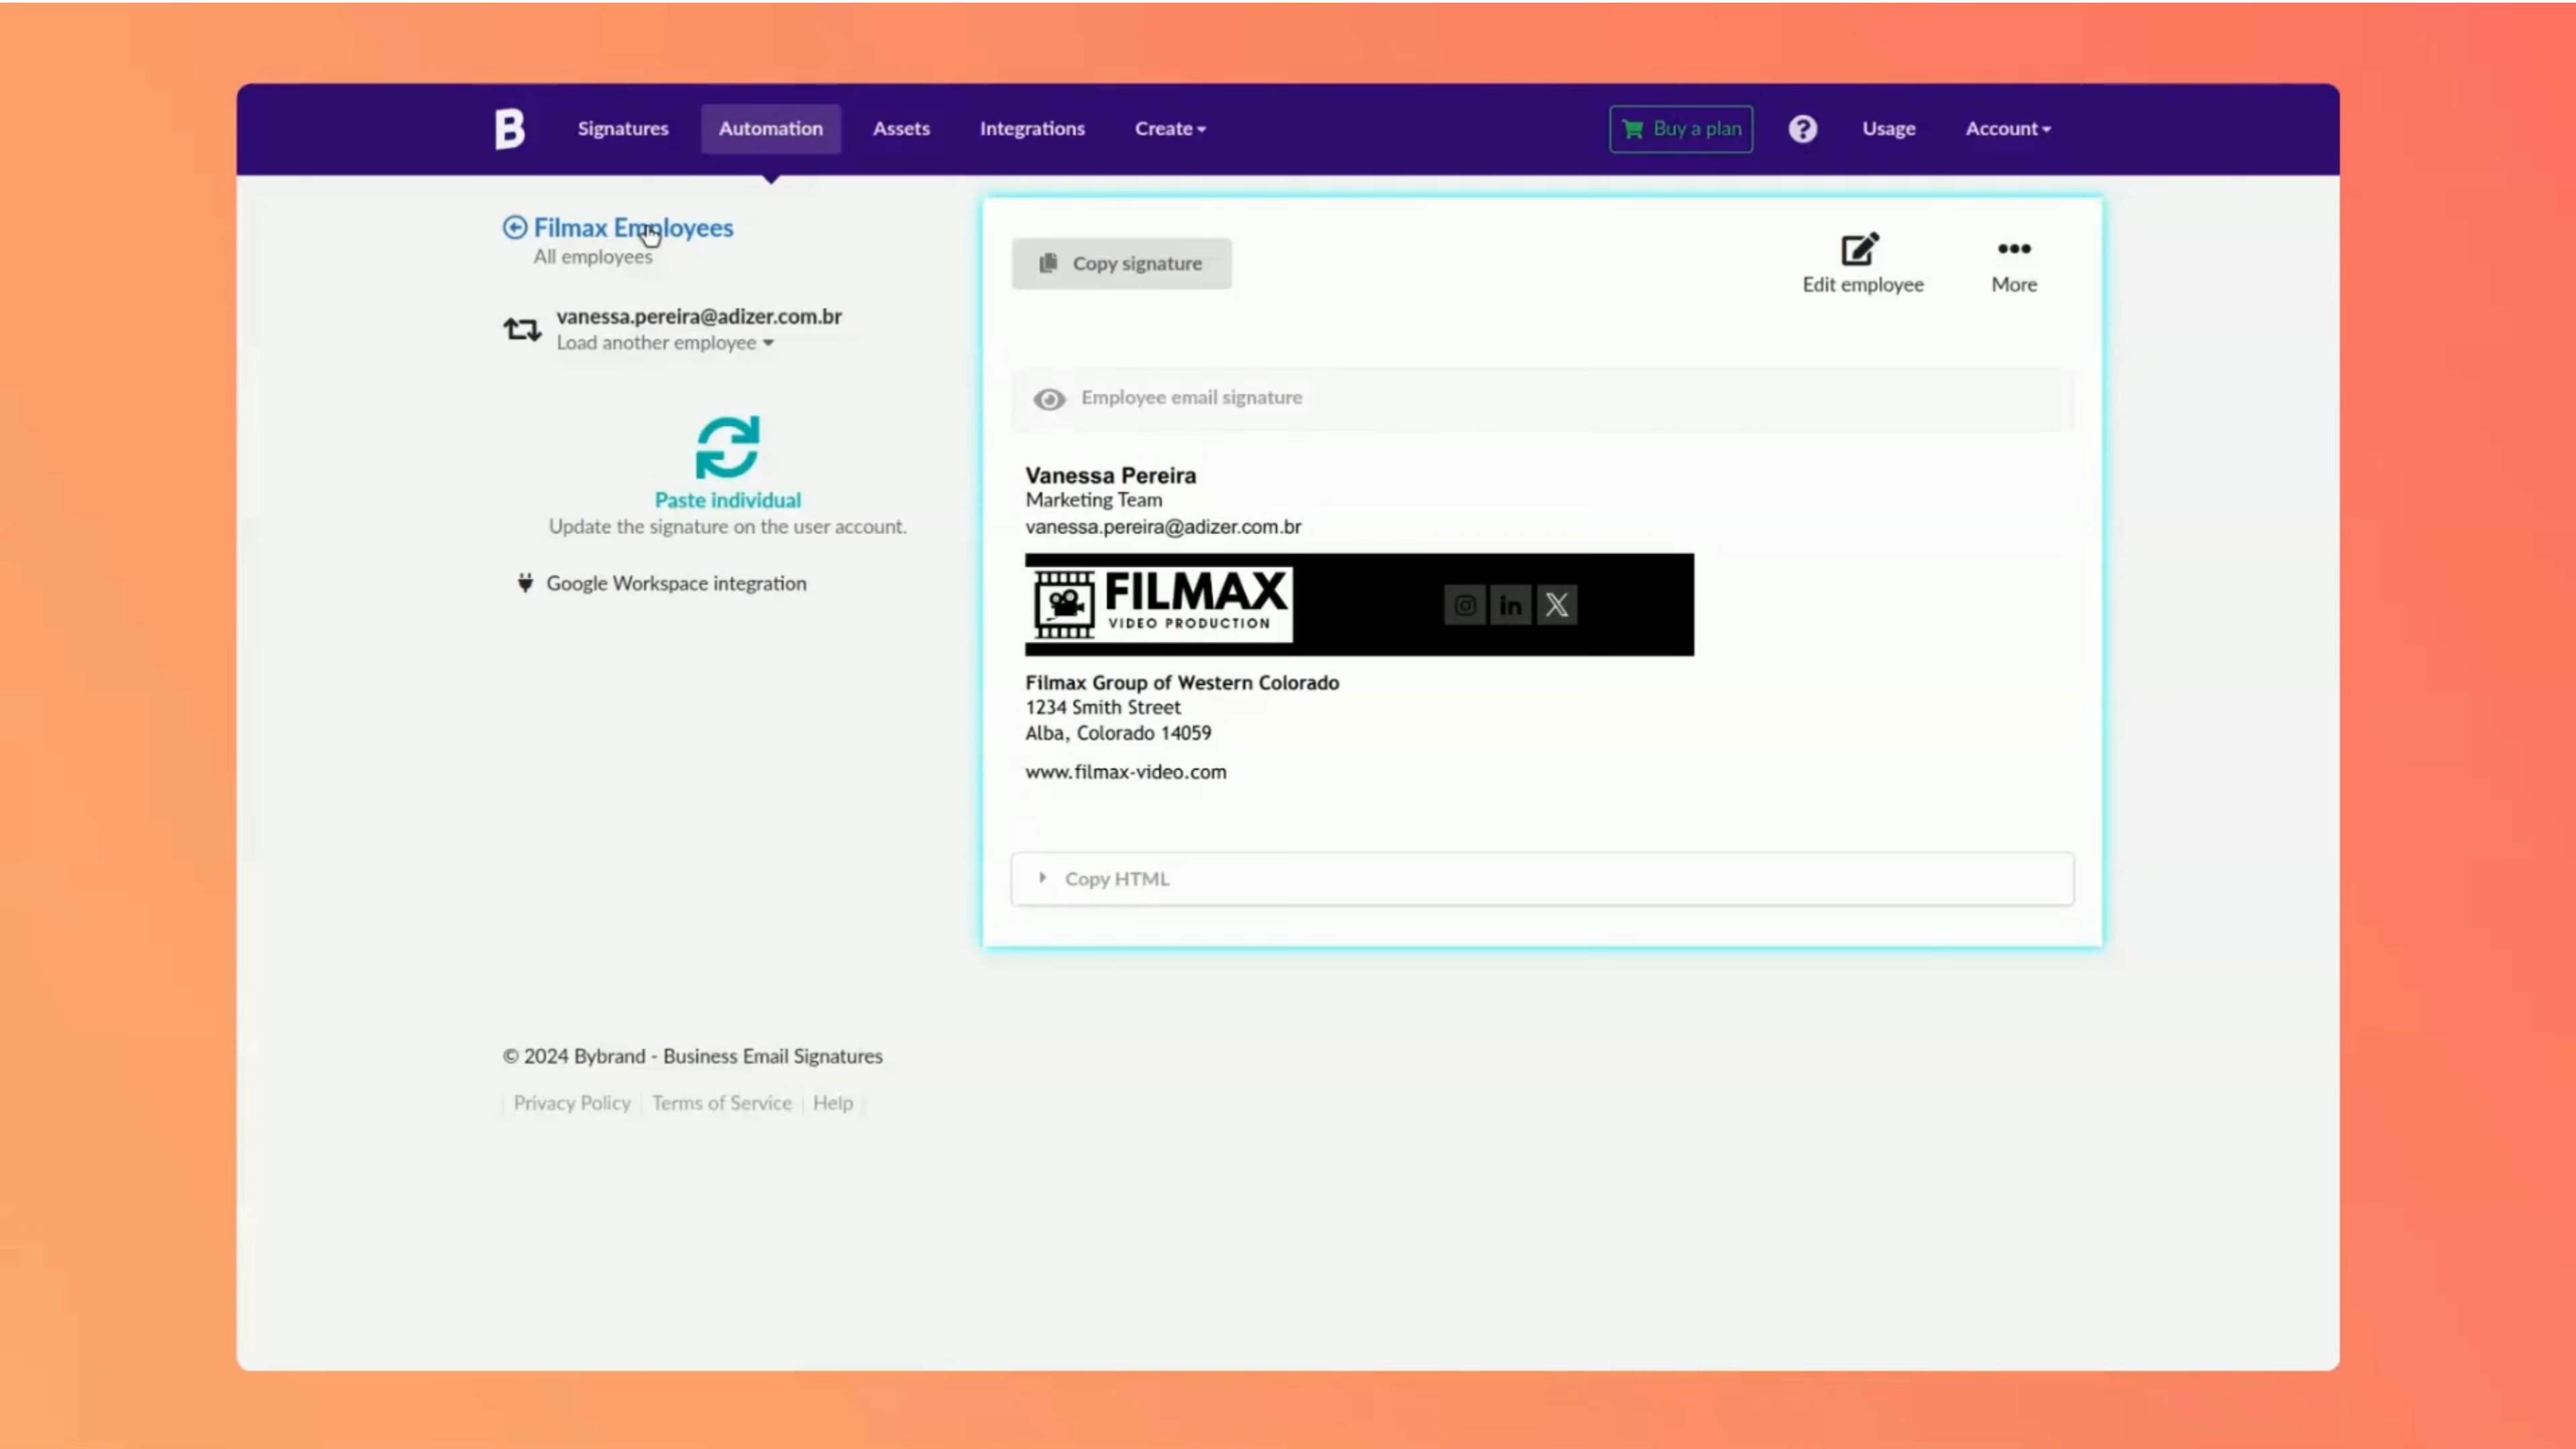 B Signatures Automation Assets Integrations Create Buy a plan ? Usage Account
Filmax Employees
All employees
vanessa.pereira@adizer.com.br
Load another employee
Paste individual
Update the signature on the user account.
Google Workspace integration
Copy signature
Edit employee
More
Employee email signature
Vanessa Pereira
Marketing Team
vanessa.pereira@adizer.com.br
FILMAX
VIDEO PRODUCTION
in X
Filmax Group of Western Colorado
1234 Smith Street
Alba, Colorado 14059
www.filmax-video.com
Copy HTML
© 2024 Bybrand - Business Email Signatures
Privacy Policy Terms of Service Help